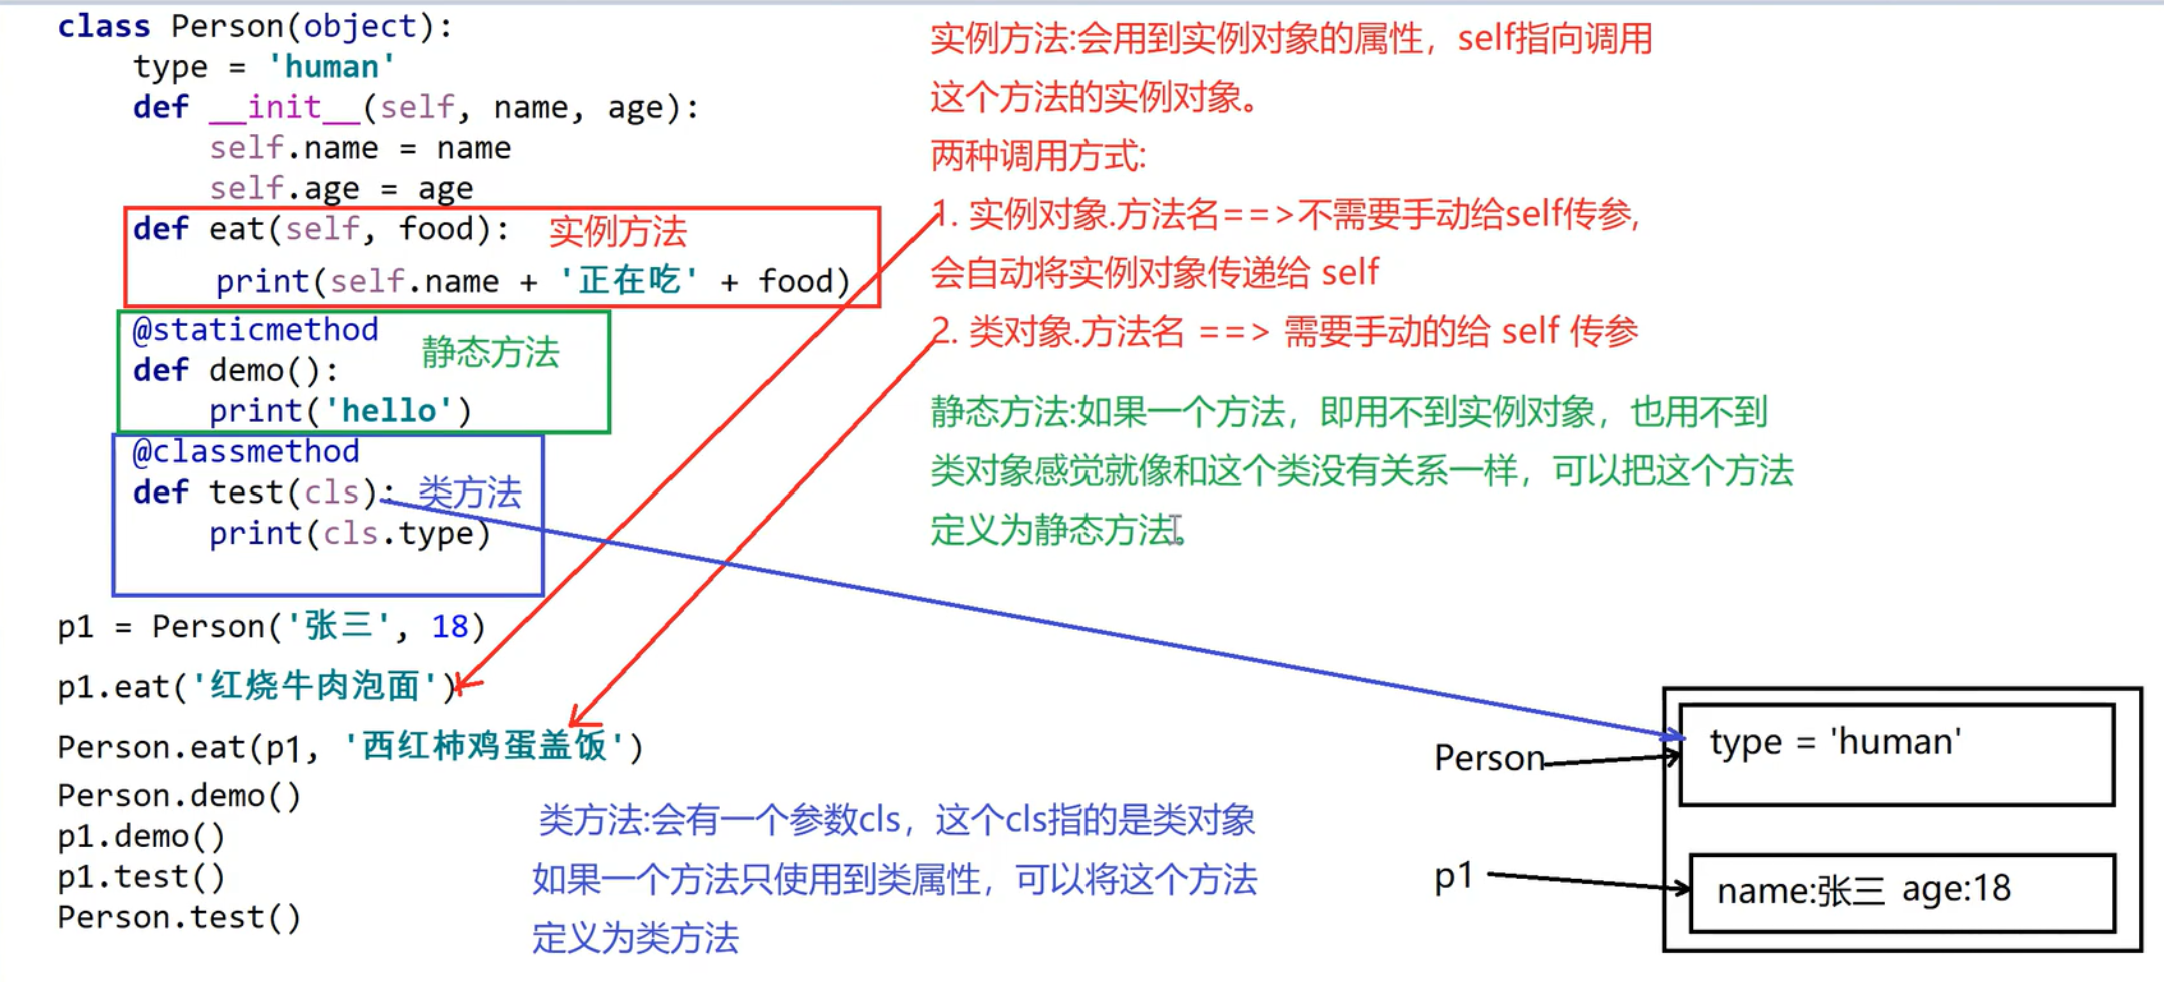 class Person(object):
type = 'human'
def __init__(self, name, age):
self.name = name
self.age = age
def eat(self, food): 实例方法
print(self.name + '正在吃' + food)
@staticmethod
静态方法
def demo():
print('hello')
@classmethod
def test(cls): 类方法
print(cls.type)
p1 = Person('张三', 18)
p1.eat('红烧牛肉泡面')
Person.eat(p1, '西红柿鸡蛋盖饭')
Person.demo()
p1.demo()
p1.test()
Person.test()
实例方法:会用到实例对象的属性，self指向调用
这个方法的实例对象。
两种调用方式:
1. 实例对象.方法名==>不需要手动给self传参,
会自动将实例对象传递给 self
2. 类对象.方法名 ==> 需要手动的给 self 传参
静态方法:如果一个方法，即用不到实例对象，也用不到
类对象感觉就像和这个类没有关系一样，可以把这个方法
定义为静态方法。
类方法:会有一个参数cls，这个cls指的是类对象
如果一个方法只使用到类属性，可以将这个方法
定义为类方法
Person
type = 'human'
p1
name:张三 age:18